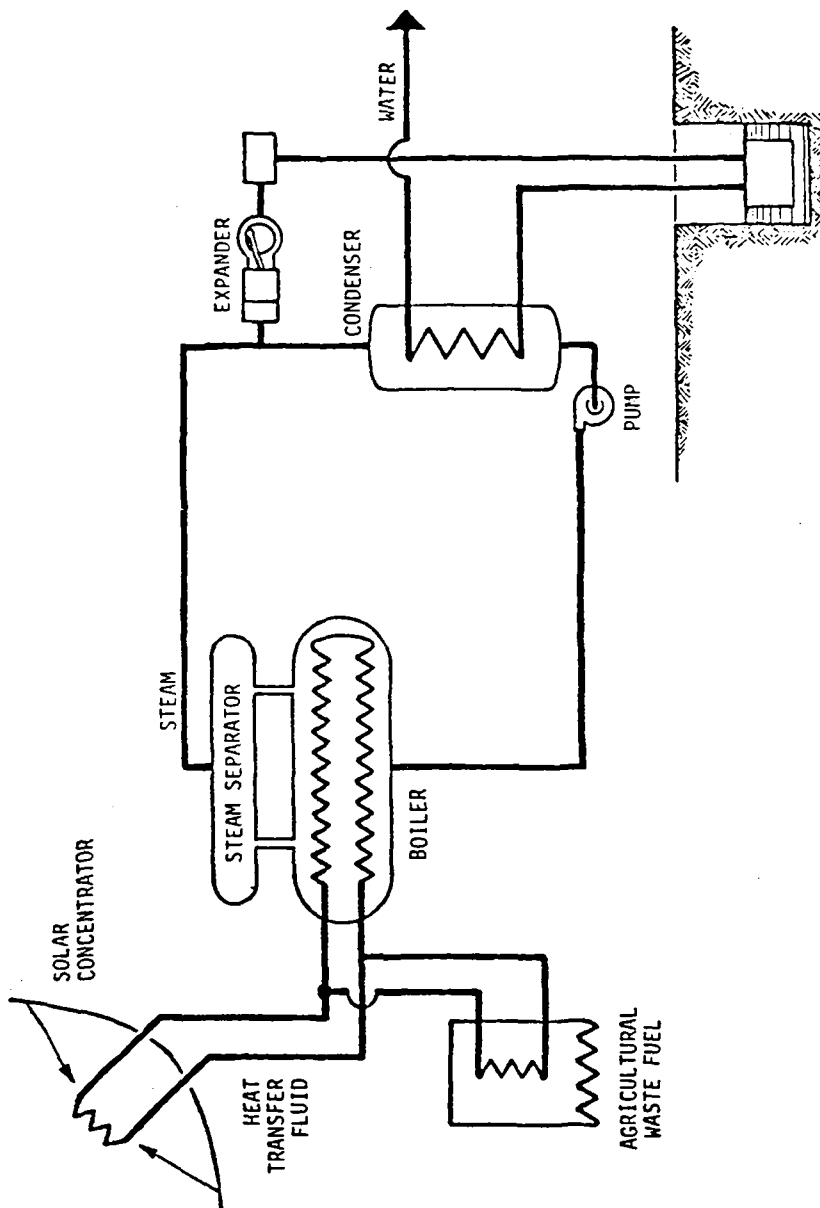 SOLAR
CONCENTRATOR
HEAT
TRANSFER
FLUID
AGRICULTURAL
WASTE FUEL
STEAM
STEAM SEPARATOR
BOILER
EXPANDER
CONDENSER
PUMP
WATER